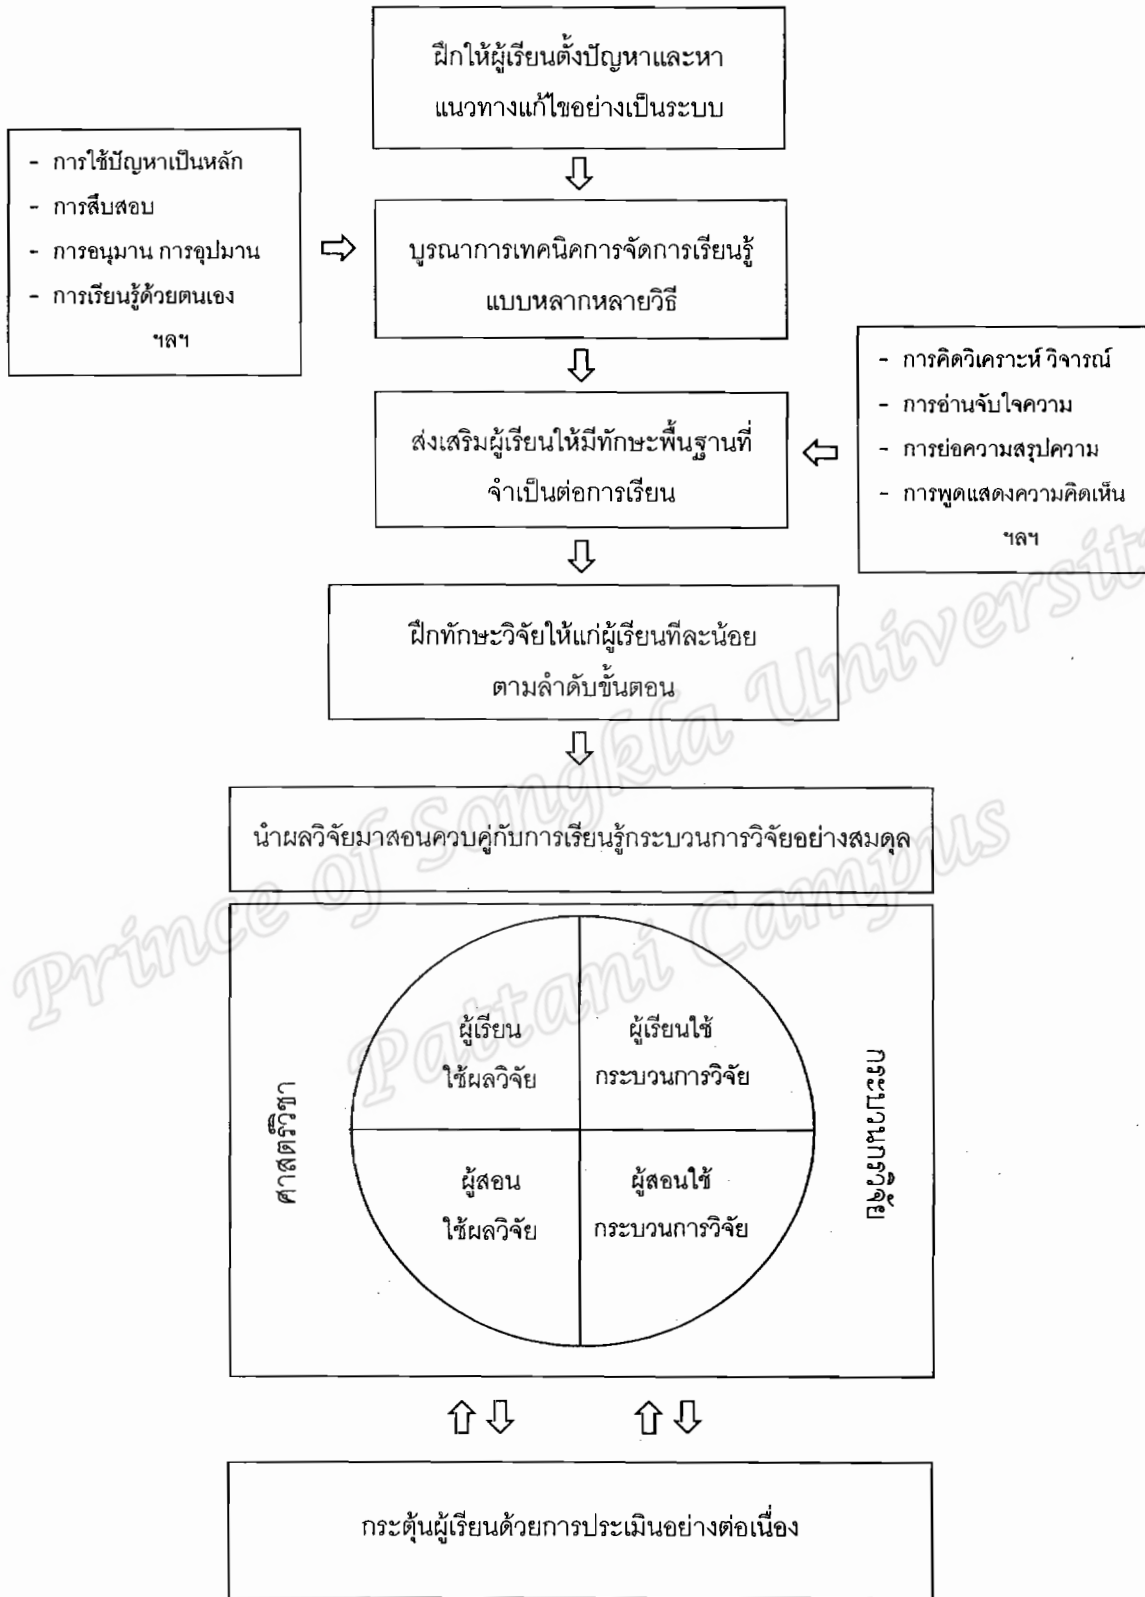 ฝึกให้ผู้เรียนตั้งปัญหาและหา
แนวทางแก้ไขอย่างเป็นระบบ
- การใช้ปัญหาเป็นหลัก
- การสืบสอบ
- การอนุมาน การอุปมาน
- การเรียนรู้ด้วยตนเอง
ฯลฯ
บูรณาการเทคนิคการจัดการเรียนรู้
แบบหลากหลายวิธี
- การคิดวิเคราะห์ วิจารณ์
- การอ่านจับใจความ
- การย่อความสรุปความ
- การพูดแสดงความคิดเห็น
ฯลฯ
ส่งเสริมผู้เรียนให้มีทักษะพื้นฐานที่
จำเป็นต่อการเรียน
ฝึกทักษะวิจัยให้แก่ผู้เรียนทีละน้อย
ตามลำดับขั้นตอน
นำผลวิจัยมาสอนควบคู่กับการเรียนรู้กระบวนการวิจัยอย่างสมดุล
ศาสตร์วิชา
ผู้เรียน
ใช้ผลวิจัย
ผู้เรียนใช้
กระบวนการวิจัย
ผู้สอน
ใช้ผลวิจัย
ผู้สอนใช้
กระบวนการวิจัย
กระบวนกรวิจัย
กระตุ้นผู้เรียนด้วยการประเมินอย่างต่อเนื่อง
Prince of Songkla Universit
Pattani Campus